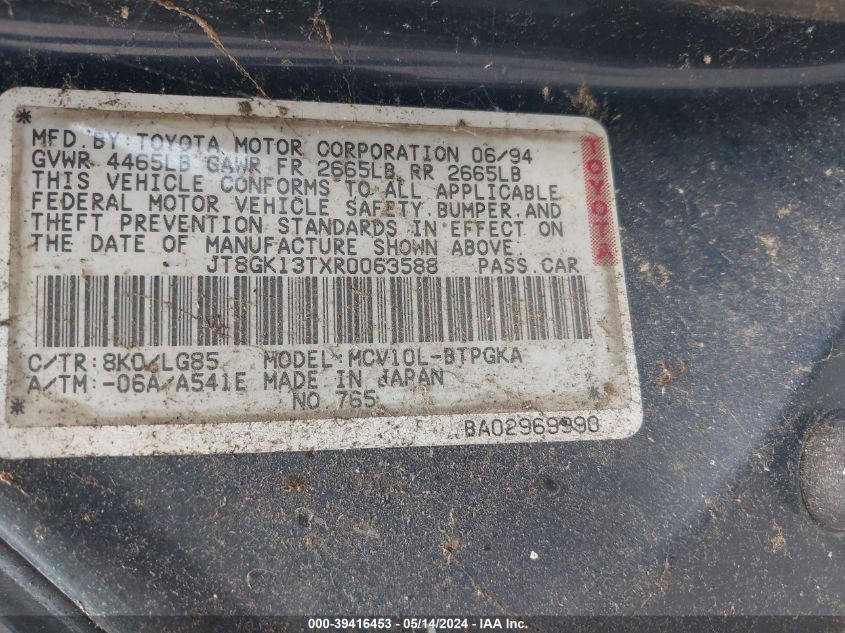 MFD. BY: TOYOTA MOTOR CORPORATION 06/94
GVWR 4465LB GAWR FR 2665LB RR 2665LB
THIS VEHICLE CONFORMS TO ALL APPLICABLE
FEDERAL MOTOR VEHICLE SAFETY, BUMPER, AND
THEFT PREVENTION STANDARDS IN EFFECT ON
THE DATE OF MANUFACTURE SHOWN ABOVE.
JT8GK13TXR0063588 PASS.CAR
TOYOTA
C/TR: 8K0/LG85 MODEL: MCV10L-BTPGKA
A/TM: -06A/A541E MADE IN JAPAN
NO 765
BA02969990
000-39416453 - 05/14/2024 - Copyright IAA, Inc.